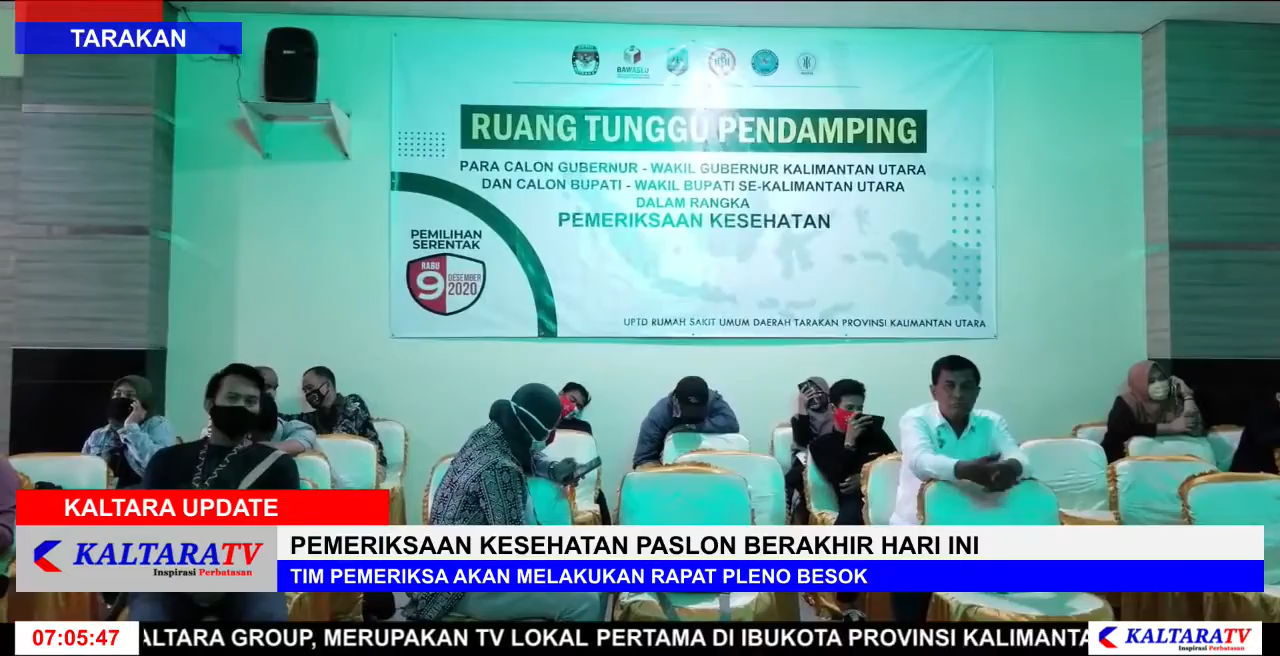 TARAKAN
BAWASLU
RUANG TUNGGU PENDAMPING
PARA CALON GUBERNUR - WAKIL GUBERNUR KALIMANTAN UTARA
DAN CALON BUPATI - WAKIL BUPATI SE-KALIMANTAN UTARA
DALAM RANGKA
PEMERIKSAAN KESEHATAN
PEMILIHAN
SERENTAK
RABU
9 DESEMBER
2020
UPTD RUMAH SAKIT UMUM DAERAH TARAKAN PROVINSI KALIMANTAN UTARA
KALTARA UPDATE
KALTARATV
Inspirasi Perbatasan
PEMERIKSAAN KESEHATAN PASLON BERAKHIR HARI INI
TIM PEMERIKSA AKAN MELAKUKAN RAPAT PLENO BESOK
07:05:47
ALTARA GROUP, MERUPAKAN TV LOKAL PERTAMA DI IBUKOTA PROVINSI KALIMANTA
KALTARATV
Inspirasi Perbatasan